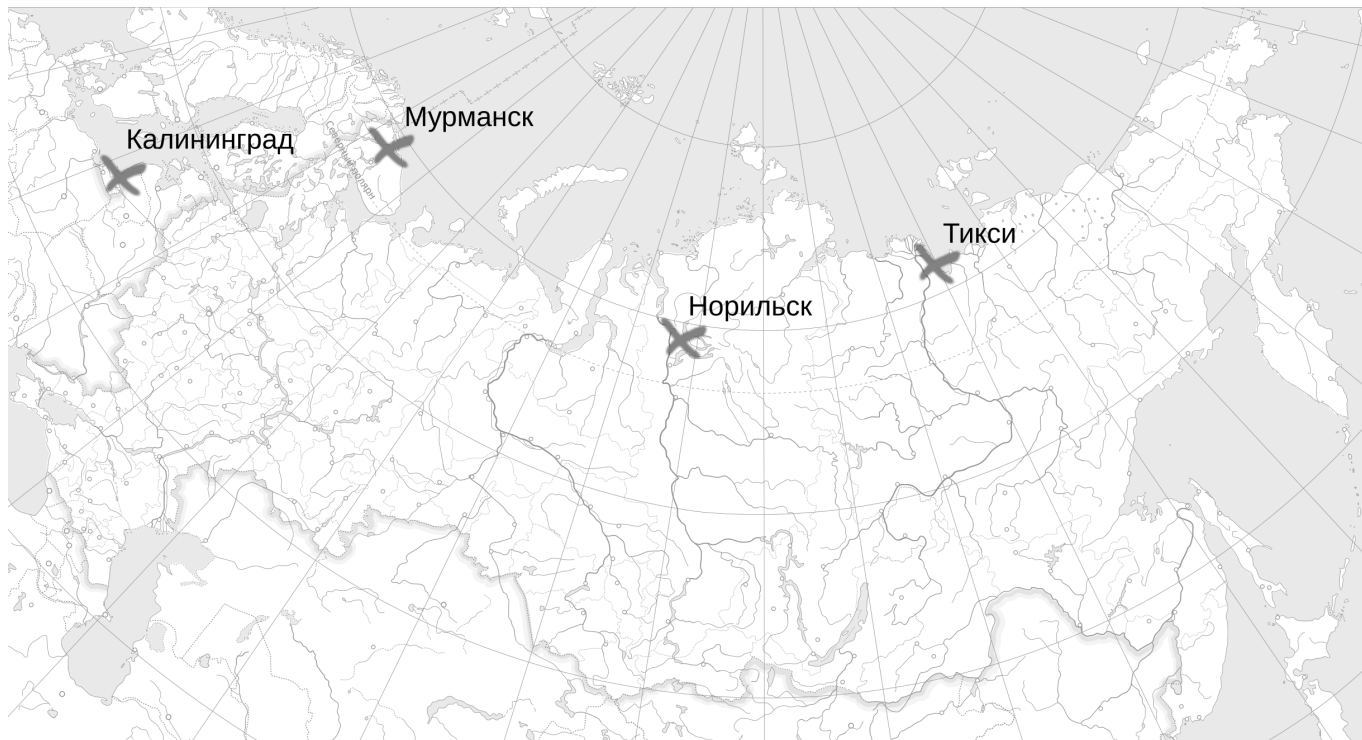 Мурманск
Калининград
Тикси
Норильск